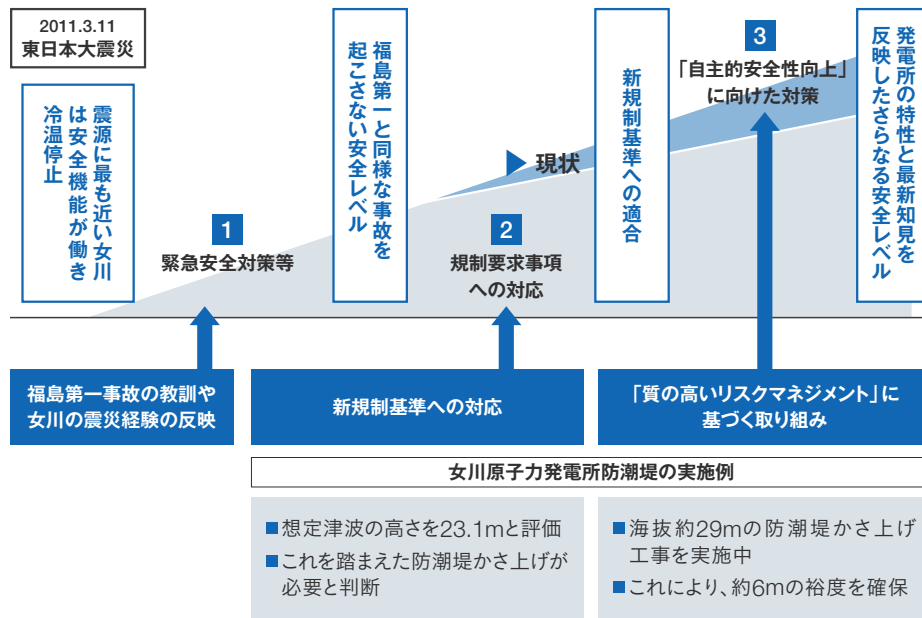 2011.3.11
東日本大震災
震源に最も近い女川
は安全機能が働き
冷温停止
1
緊急安全対策等
福島第一と同様な事故を
起こさない安全レベル
現状
2
規制要求事項
への対応
新規制基準への適合
3
「自主的安全性向上」
に向けた対策
発電所の特性と最新知見を
反映したさらなる安全レベル
福島第一事故の教訓や
女川の震災経験の反映
新規制基準への対応
「質の高いリスクマネジメント」に
基づく取り組み
女川原子力発電所防潮堤の実施例
■想定津波の高さを23.1mと評価
■これを踏まえた防潮堤かさ上げが
必要と判断
■海抜約29mの防潮堤かさ上げ
工事を実施中
■これにより、約6mの裕度を確保